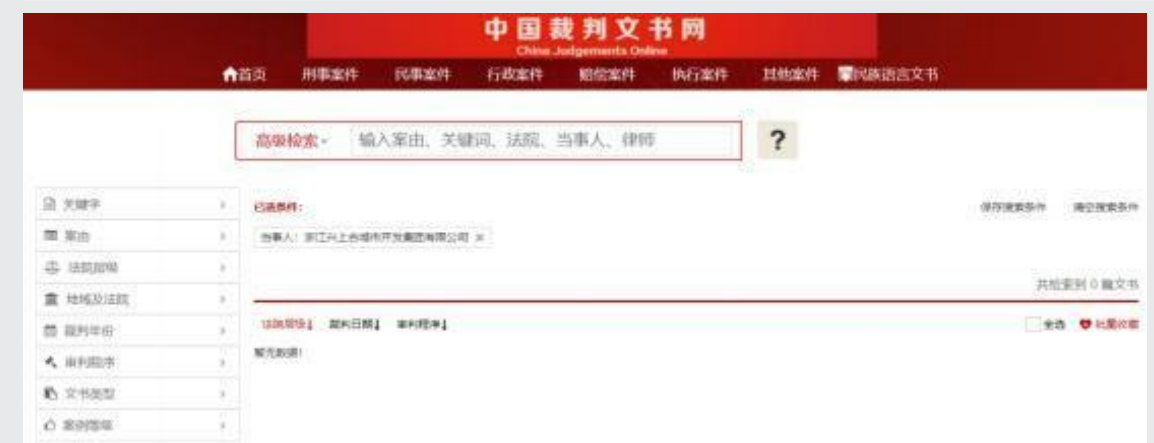 中国裁判文书网
China Judgements Online
首页 刑事案件 民事案件 行政案件 赔偿案件 执行案件 其他案件 民族语言文书
高级检索 输入案由、关键词、法院、当事人、律师 ?
关键字
已选条件：
保存搜索条件 清空搜索条件
案由
当事人：浙江兴上合城市开发集团有限公司 ×
法院层级
共检索到 0 篇文书
地域及法院
裁判年份
法院层级 裁判日期 审判程序
全选 批量收藏
审判程序
暂无数据！
文书类型
案例等级